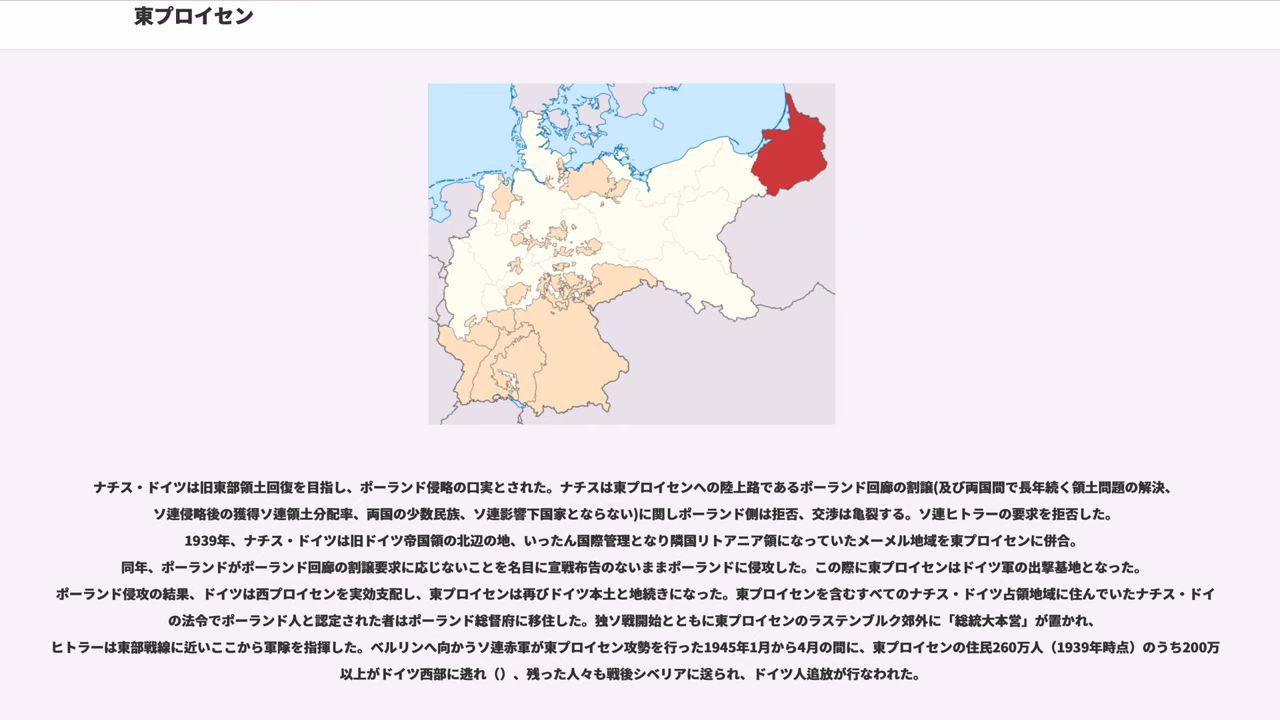 東プロイセン
ナチス・ドイツは旧東部領土回復を目指し、ポーランド侵略の口実とされた。ナチスは東プロイセンへの陸上路であるポーランド回廊の割譲(及び両国間で長年続く領土問題の解決、
ソ連侵略後の獲得ソ連領土分配率、両国の少数民族、ソ連影響下国家とならない)に関しポーランド側は拒否、交渉は亀裂する。ソ連ヒトラーの要求を拒否した。
1939年、ナチス・ドイツは旧ドイツ帝国領の北辺の地、いったん国際管理となり隣国リトアニア領になっていたメーメル地域を東プロイセンに併合。
同年、ポーランドがポーランド回廊の割譲要求に応じないことを名目に宣戦布告のないままポーランドに侵攻した。この際に東プロイセンはドイツ軍の出撃基地となった。
ポーランド侵攻の結果、ドイツは西プロイセンを実効支配し、東プロイセンは再びドイツ本土と地続きになった。東プロイセンを含むすべてのナチス・ドイツ占領地域に住んでいたナチス・ドイ
の法令でポーランド人と認定された者はポーランド総督府に移住した。独ソ戦開始とともに東プロイセンのラステンブルク郊外に「総統大本営」が置かれ、
ヒトラーは東部戦線に近いここから軍隊を指揮した。ベルリンへ向かうソ連赤軍が東プロイセン攻勢を行った1945年1月から4月の間に、東プロイセンの住民260万人（1939年時点）のうち200万
以上がドイツ西部に逃れ（）、残った人々も戦後シベリアに送られ、ドイツ人追放が行なわれた。